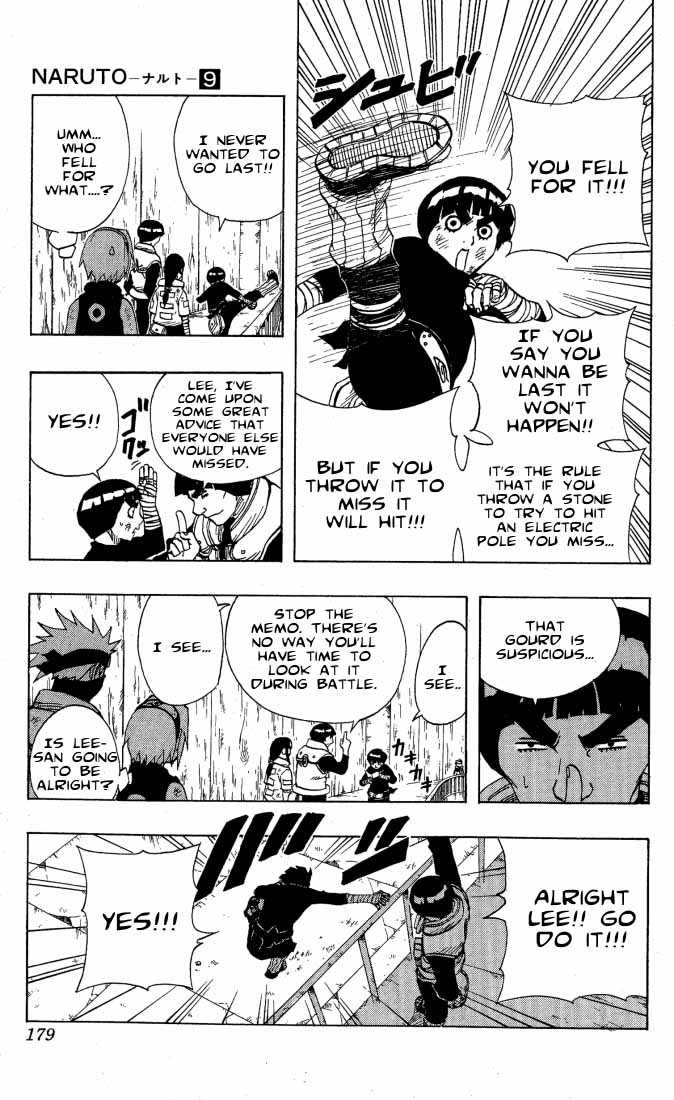 NARUTO—ナルト—9
シュビッ
YOU FELL
FOR IT!!!
IF YOU
SAY YOU
WANNA BE
LAST IT
WON'T
HAPPEN!!
IT'S THE RULE
THAT IF YOU
THROW A STONE
TO TRY TO HIT
AN ELECTRIC
POLE YOU MISS...
BUT IF YOU
THROW IT TO
MISS IT
WILL HIT!!!
I NEVER
WANTED TO
GO LAST!!
UMM...
WHO
FELL
FOR
WHAT....?
LEE, I'VE
COME UPON
SOME GREAT
ADVICE THAT
EVERYONE ELSE
WOULD HAVE
MISSED.
ゴクッ
YES!!
THAT
GOURD IS
SUSPICIOUS...
I
SEE..
STOP THE
MEMO. THERE'S
NO WAY YOU'LL
HAVE TIME TO
LOOK AT IT
DURING BATTLE.
カキカキ
I SEE...
IS LEE-
SAN GOING
TO BE
ALRIGHT?
ALRIGHT
LEE!! GO
DO IT!!!
YES!!!
179